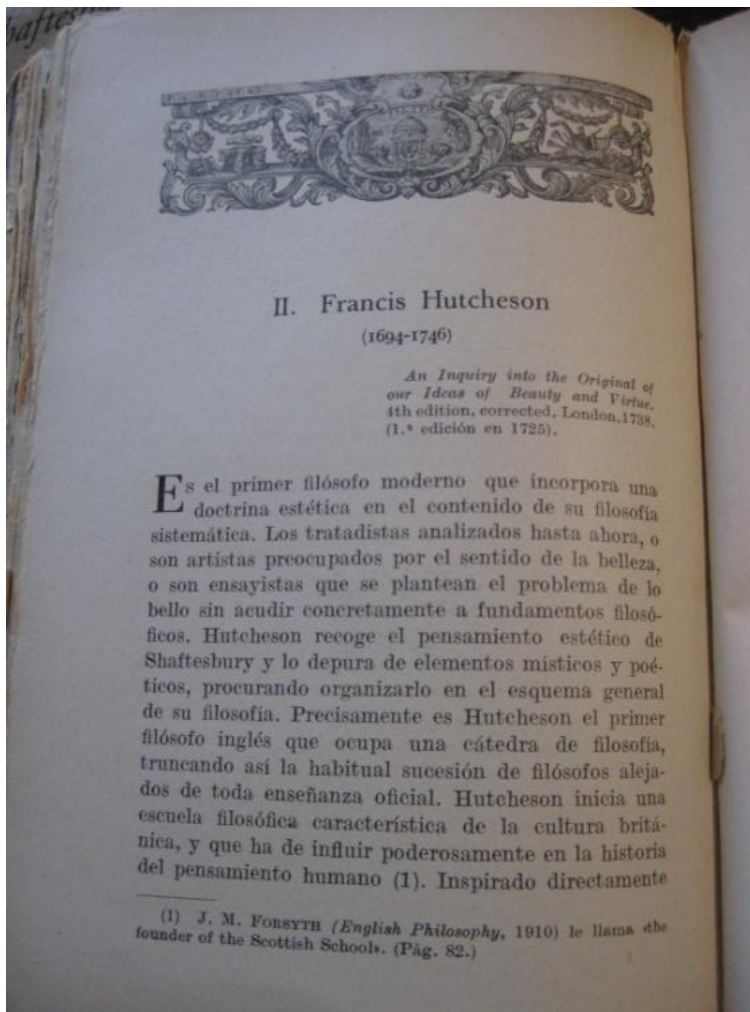 II. Francis Hutcheson
(1694-1746)
An Inquiry into the Original of
our Ideas of Beauty and Virtue.
4th edition, corrected, London,1738.
(1.ª edición en 1725).
Es el primer filósofo moderno que incorpora una
doctrina estética en el contenido de su filosofía
sistemática. Los tratadistas analizados hasta ahora, o
son artistas preocupados por el sentido de la belleza,
o son ensayistas que se plantean el problema de lo
bello sin acudir concretamente a fundamentos filosó-
ficos. Hutcheson recoge el pensamiento estético de
Shaftesbury y lo depura de elementos místicos y poé-
ticos, procurando organizarlo en el esquema general
de su filosofía. Precisamente es Hutcheson el primer
filósofo inglés que ocupa una cátedra de filosofía,
truncando así la habitual sucesión de filósofos aleja-
dos de toda enseñanza oficial. Hutcheson inicia una
escuela filosófica característica de la cultura britá-
nica, y que ha de influir poderosamente en la historia
del pensamiento humano (1). Inspirado directamente
(1) J. M. FORSYTH (English Philosophy, 1910) le llama «the
founder of the Scottish School». (Pág. 82.)